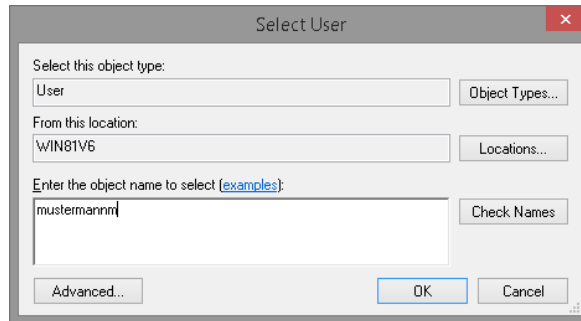 Select User
Select this object type:
User
Object Types...
From this location:
WIN81V6
Locations...
Enter the object name to select (examples):
mustermannm
Check Names
Advanced...
OK
Cancel